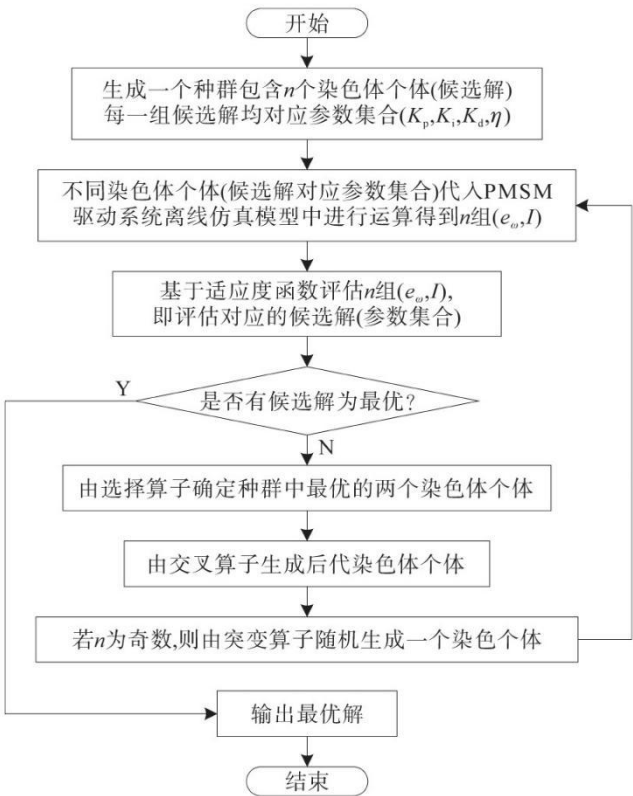 开始
生成一个种群包含n个染色体个体(候选解)
每一组候选解均对应参数集合(Kp,Ki,Kd,η)
不同染色体个体(候选解对应参数集合)代入PMSM
驱动系统离线仿真模型中进行运算得到n组(eω,I)
基于适应度函数评估n组(eω,I),
即评估对应的候选解(参数集合)
Y
是否有候选解为最优?
N
由选择算子确定种群中最优的两个染色体个体
由交叉算子生成后代染色体个体
若n为奇数,则由突变算子随机生成一个染色个体
输出最优解
结束